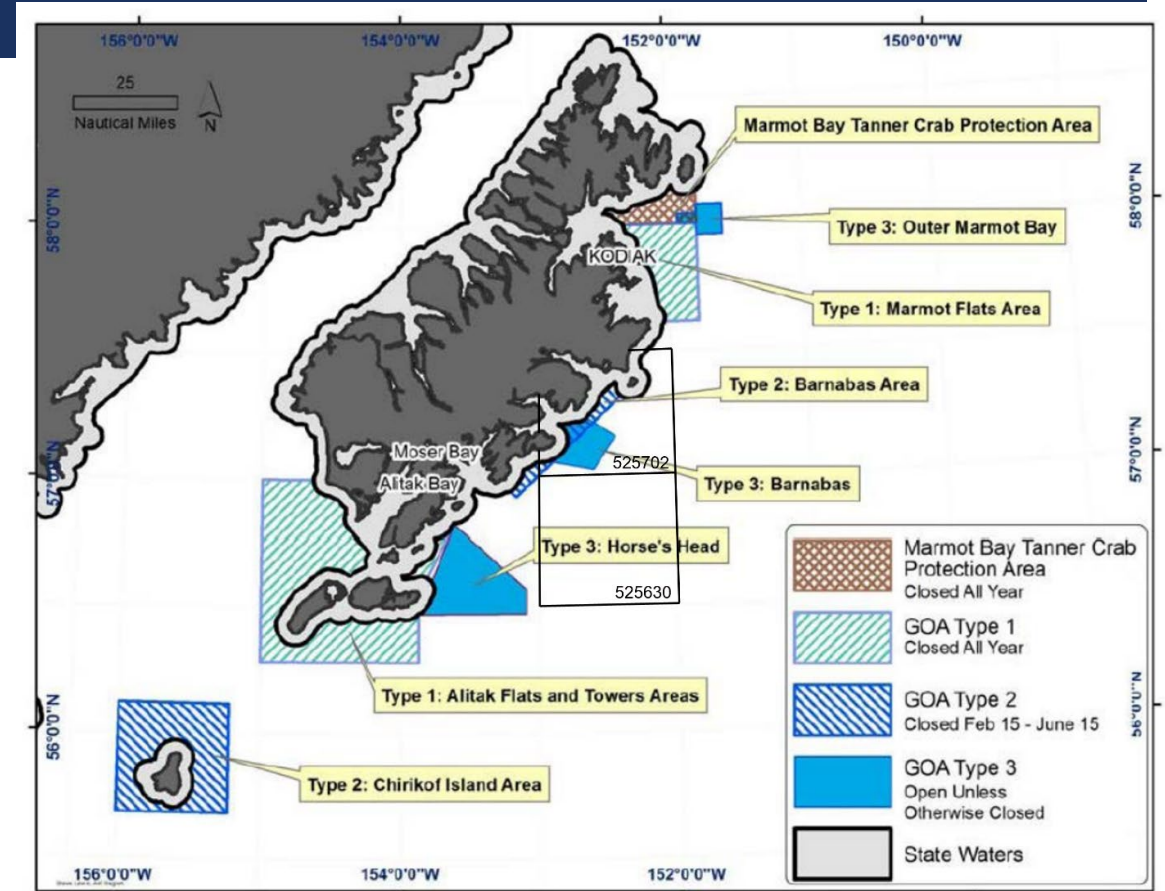 156°0'0"W
154°0'0"W
152°0'0"W
150°0'0"W
25
Nautical Miles
N
Marmot Bay Tanner Crab Protection Area
58°0'0"N
58°0'0"N
Type 3: Outer Marmot Bay
KODIAK
Type 1: Marmot Flats Area
Type 2: Barnabas Area
57°0'0"N
Moser Bay
525702
57°0'0"N
Alitak Bay
Type 3: Barnabas
Type 3: Horse's Head
525630
Marmot Bay Tanner Crab
Protection Area
Closed All Year
GOA Type 1
Closed All Year
Type 1: Alitak Flats and Towers Areas
GOA Type 2
Closed Feb 15 - June 15
56°0'0"N
56°0'0"N
Type 2: Chirikof Island Area
GOA Type 3
Open Unless
Otherwise Closed
State Waters
156°0'0"W
154°0'0"W
152°0'0"W